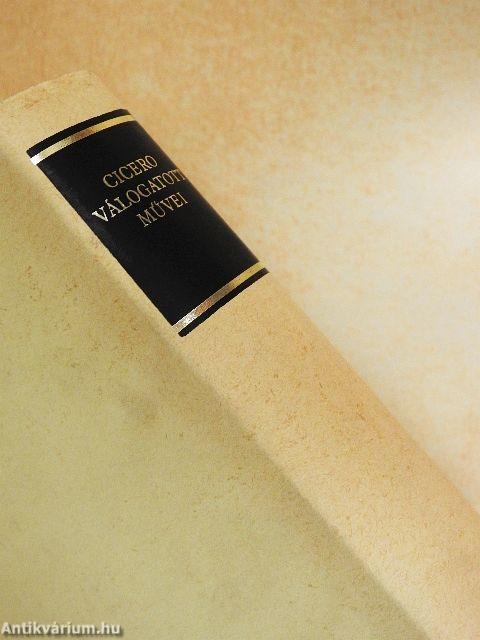 CICERO
VÁLOGATOTT
MŰVEI
Antikvárium.hu